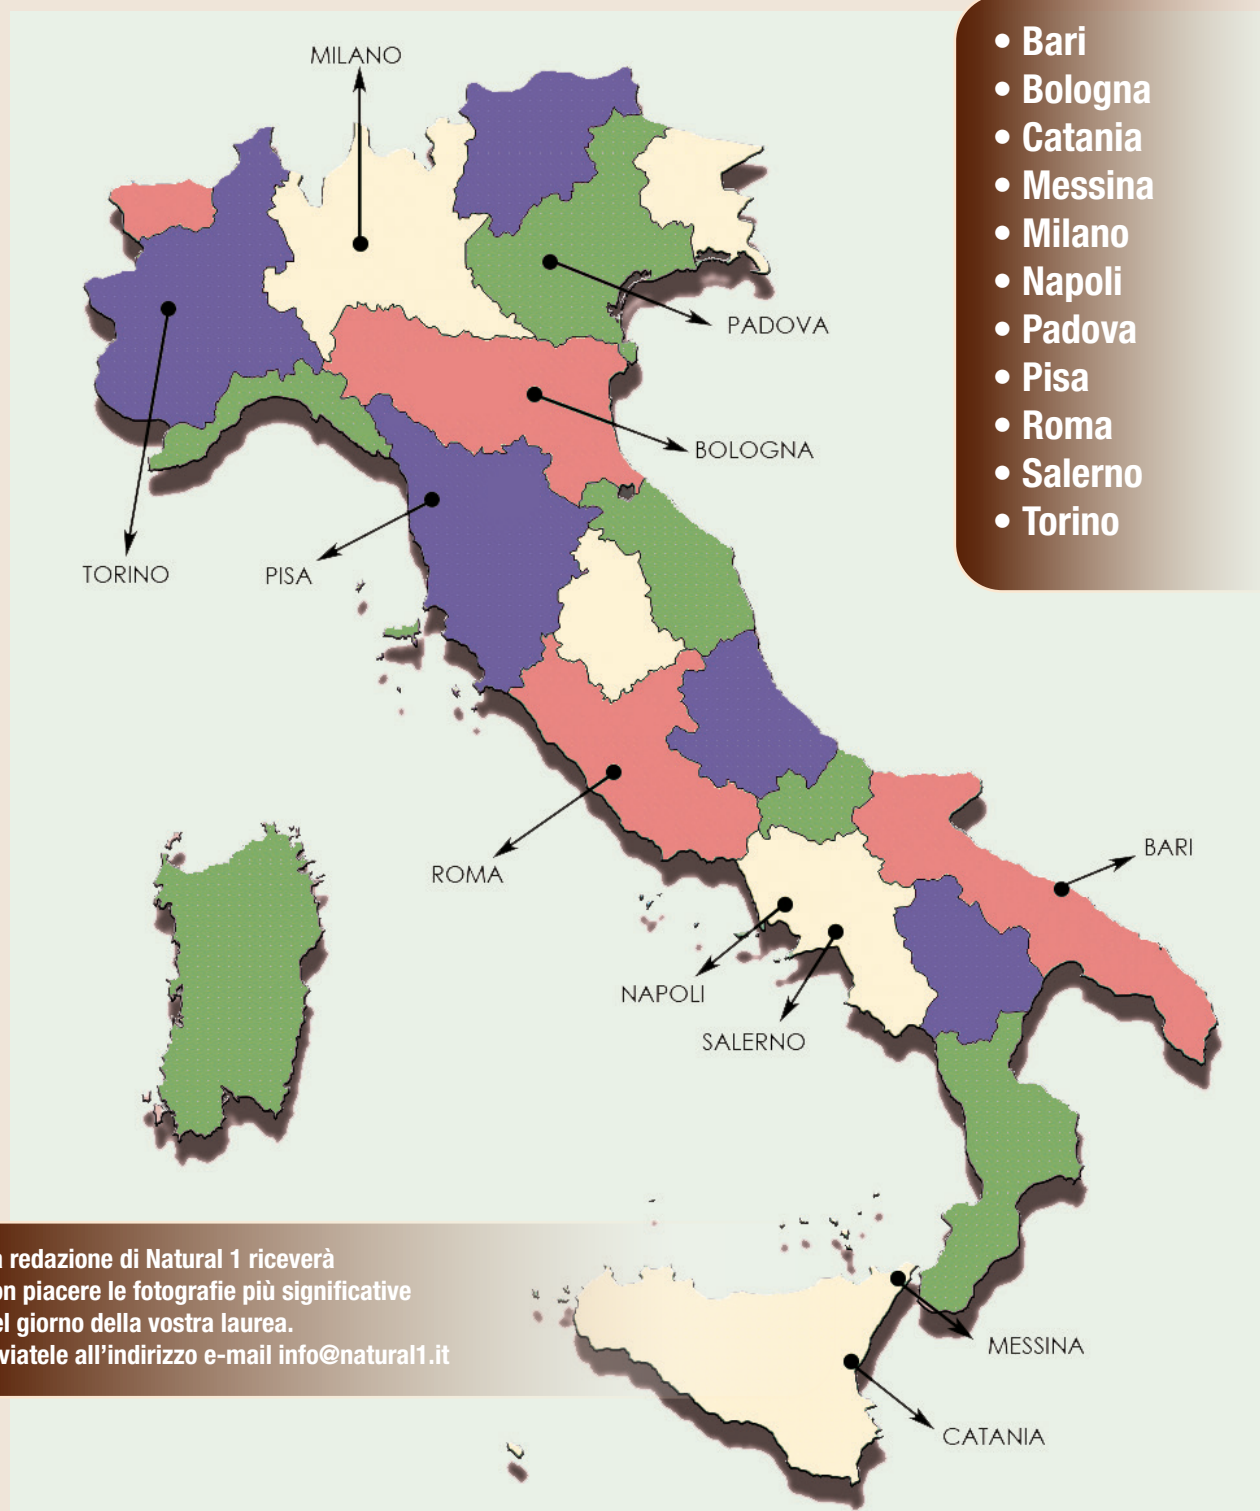 MILANO
• Bari
• Bologna
• Catania
• Messina
• Milano
• Napoli
• Padova
• Pisa
• Roma
• Salerno
• Torino
PADOVA
BOLOGNA
TORINO
PISA
ROMA
BARI
NAPOLI
SALERNO
a redazione di Natural 1 riceverà
on piacere le fotografie più significative
el giorno della vostra laurea.
viatele all'indirizzo e-mail info@natural1.it
MESSINA
CATANIA